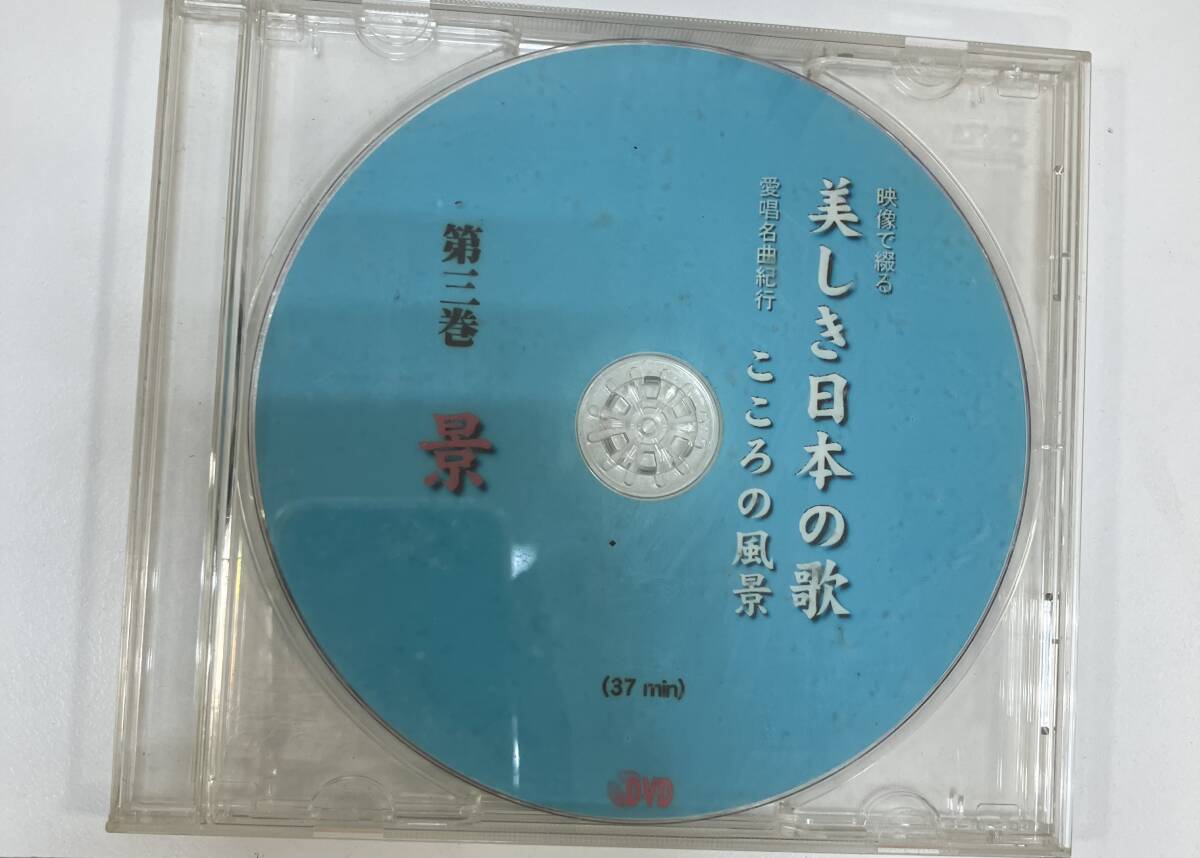 映像で綴る
美しき日本の歌
愛唱名曲紀行 こころの風景
第三巻 景
(37 min)
DVD